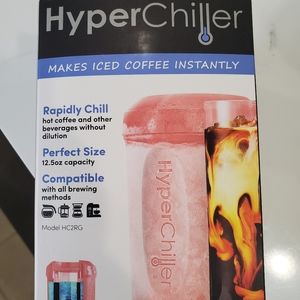 HyperChiller
MAKES ICED COFFEE INSTANTLY
Rapidly Chill
hot coffee and other
beverages without
dilution
Perfect Size
12.5oz capacity
Compatible
with all brewing
methods
Model HC2RG
HyperChiller